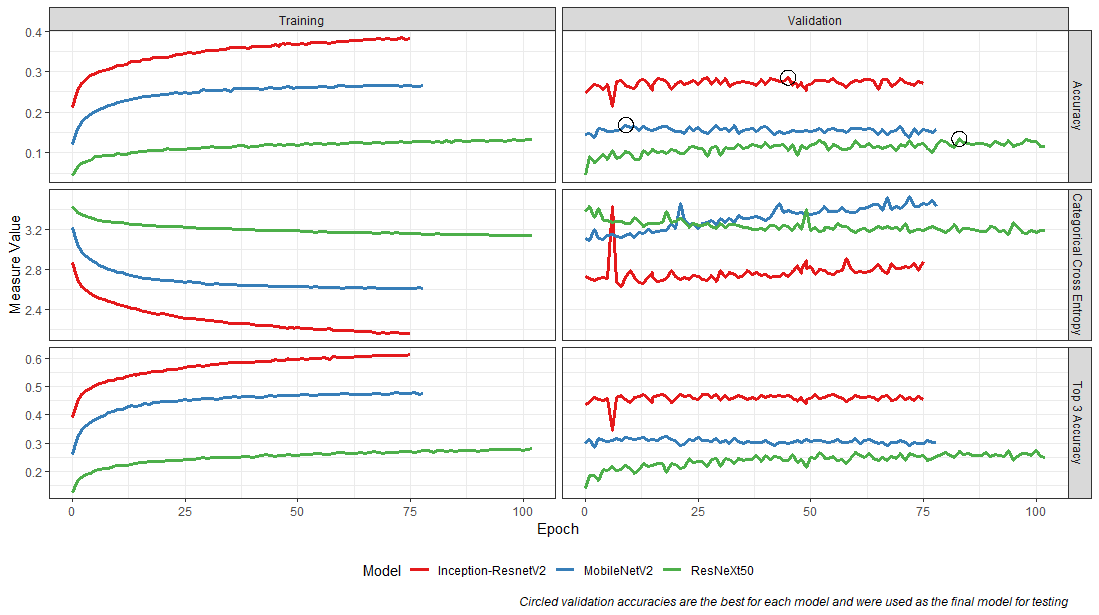 Training
Validation
Measure Value
0.4
0.3
0.2
0.1
Accuracy
3.2
2.8
2.4
Categorical Cross Entropy
0.6
0.5
0.4
0.3
0.2
Top 3 Accuracy
0 25 50 75 100 0 25 50 75 100
Epoch
Model Inception-ResnetV2 MobileNetV2 ResNeXt50
Circled validation accuracies are the best for each model and were used as the final model for testing